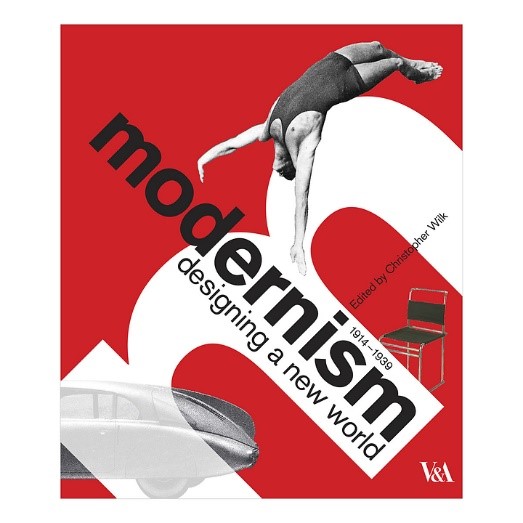 modernism
designing a new world
1914–1939
Edited by Christopher Wilk
V&A